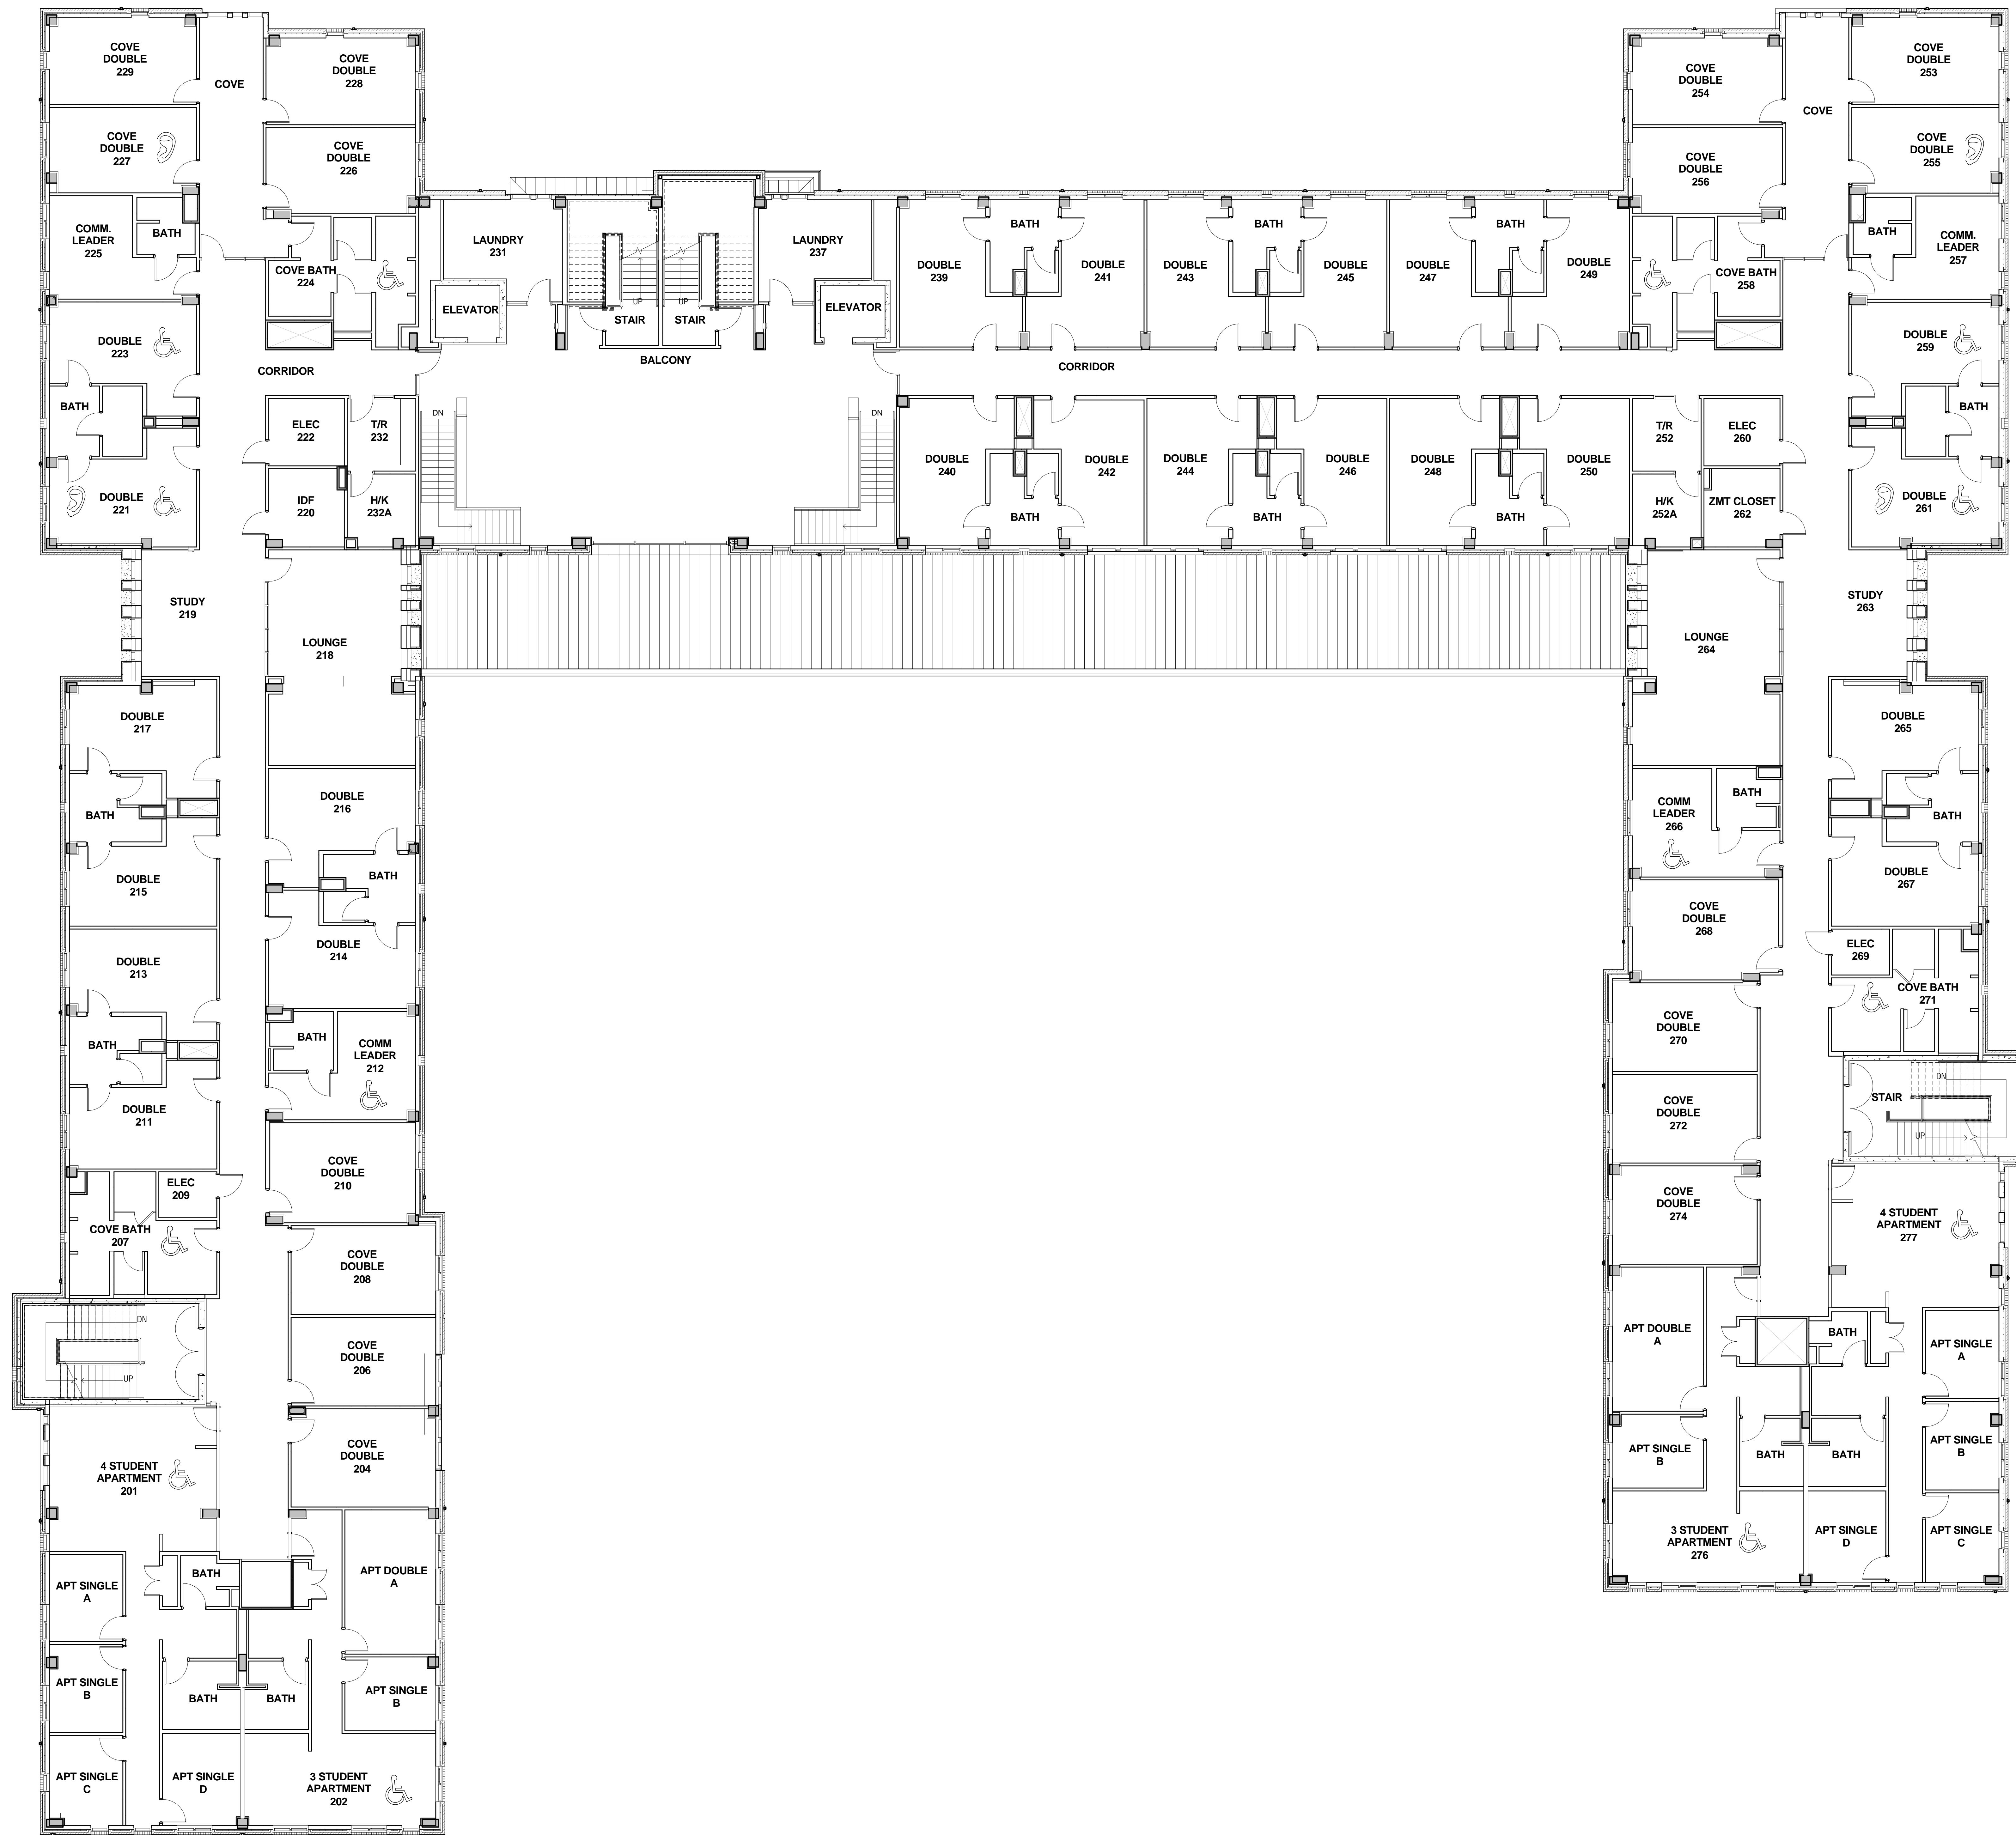 COVE
DOUBLE
229
COVE
COVE
DOUBLE
228
COVE
DOUBLE
227
COVE
DOUBLE
226
COMM.
LEADER
225
BATH
COVE BATH
224
DOUBLE
223
BATH
DOUBLE
221
CORRIDOR
ELEC
222
T/R
232
IDF
220
H/K
232A
LAUNDRY
231
ELEVATOR
UP
UP
STAIR
STAIR
LAUNDRY
237
ELEVATOR
BALCONY
DN
DN
DOUBLE
239
BATH
DOUBLE
241
DOUBLE
243
BATH
DOUBLE
245
DOUBLE
247
BATH
DOUBLE
249
CORRIDOR
DOUBLE
240
BATH
DOUBLE
242
DOUBLE
244
BATH
DOUBLE
246
DOUBLE
248
BATH
DOUBLE
250
COVE
DOUBLE
254
COVE
COVE
DOUBLE
253
COVE
DOUBLE
256
COVE
DOUBLE
255
BATH
COMM.
LEADER
257
COVE BATH
258
DOUBLE
259
BATH
DOUBLE
261
T/R
252
ELEC
260
H/K
252A
ZMT CLOSET
262
STUDY
219
LOUNGE
218
DOUBLE
217
BATH
DOUBLE
215
DOUBLE
216
BATH
DOUBLE
214
DOUBLE
213
BATH
DOUBLE
211
BATH
COMM
LEADER
212
ELEC
209
COVE BATH
207
COVE
DOUBLE
210
COVE
DOUBLE
208
DN
UP
COVE
DOUBLE
206
COVE
DOUBLE
204
4 STUDENT
APARTMENT
201
APT SINGLE
A
BATH
APT DOUBLE
A
APT SINGLE
B
BATH
BATH
APT SINGLE
B
APT SINGLE
C
APT SINGLE
D
3 STUDENT
APARTMENT
202
LOUNGE
264
STUDY
263
DOUBLE
265
COMM
LEADER
266
BATH
BATH
DOUBLE
267
COVE
DOUBLE
268
ELEC
269
COVE BATH
271
COVE
DOUBLE
270
COVE
DOUBLE
272
STAIR
DN
UP
COVE
DOUBLE
274
4 STUDENT
APARTMENT
277
APT DOUBLE
A
BATH
APT SINGLE
A
APT SINGLE
B
BATH
BATH
APT SINGLE
B
3 STUDENT
APARTMENT
276
APT SINGLE
D
APT SINGLE
C